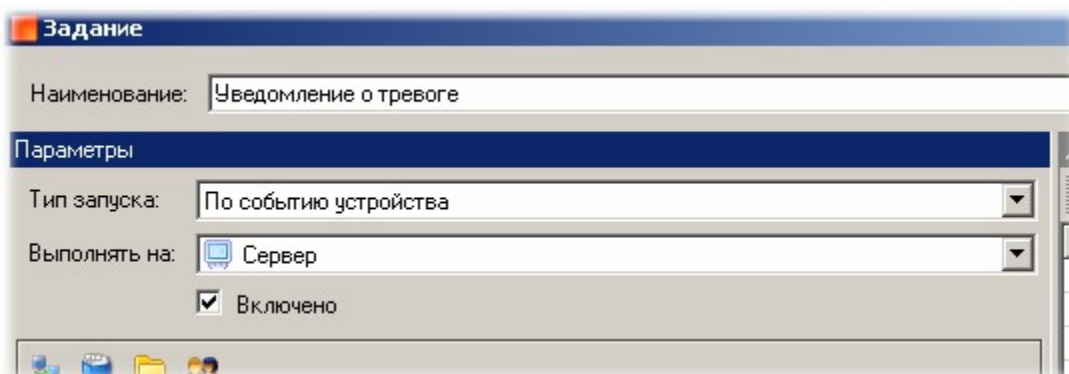 Задание
Наименование: Уведомление о тревоге
Параметры
Тип запуска: По событию устройства
Выполнять на: Сервер
Включено